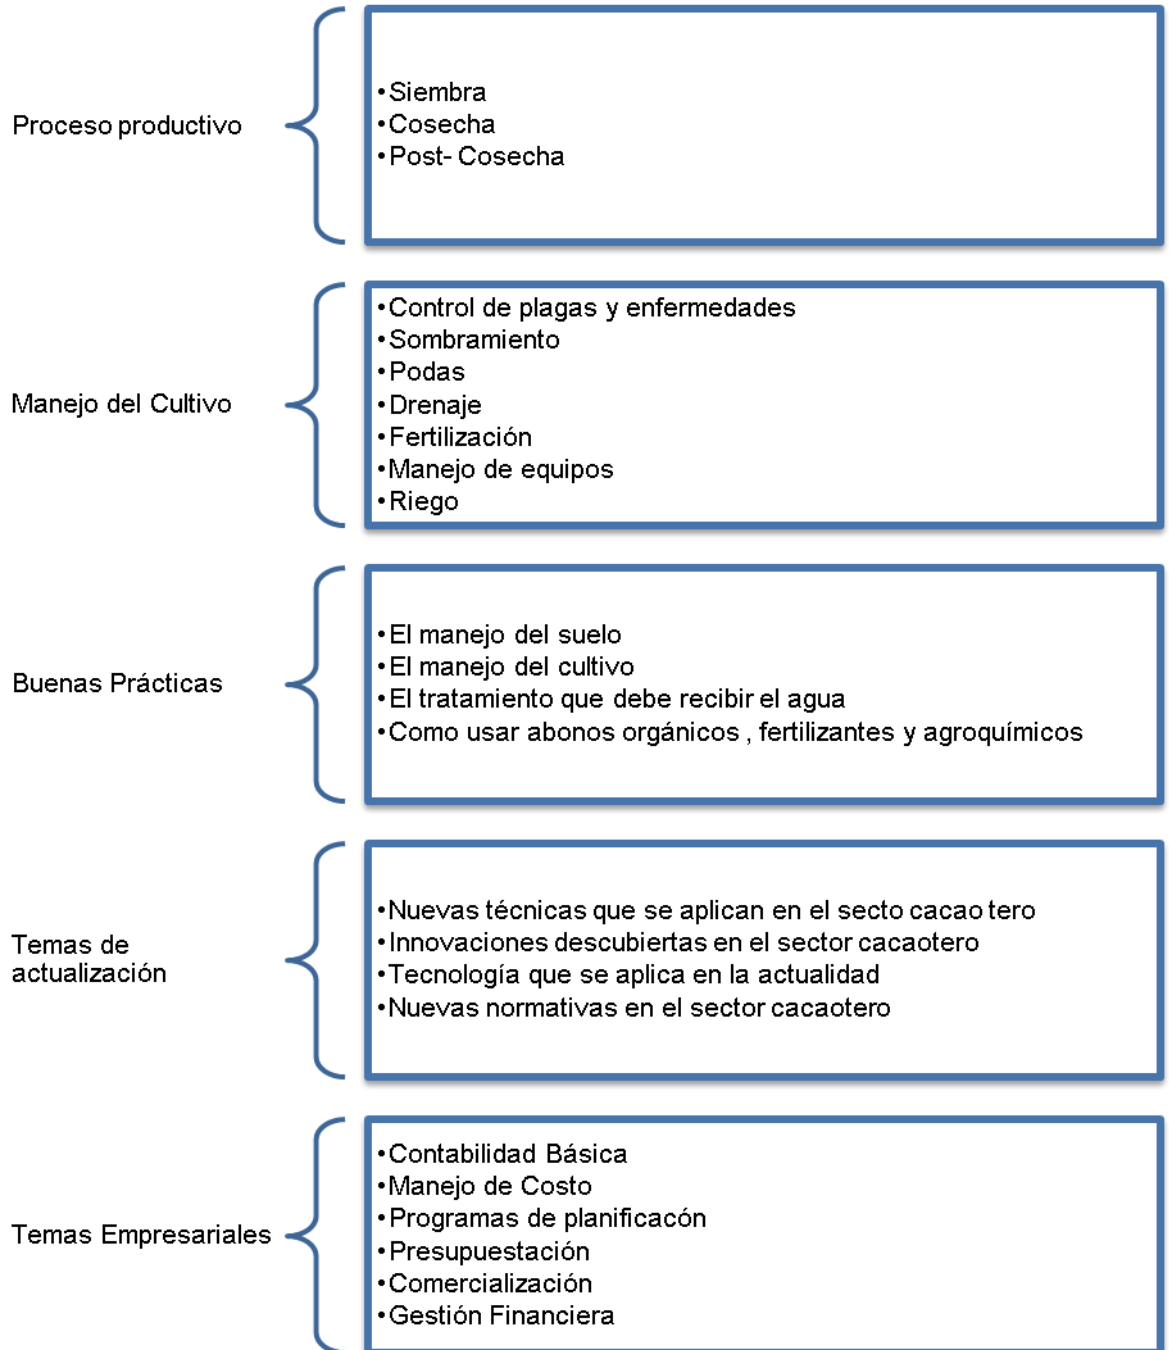 Proceso productivo
•Siembra
•Cosecha
•Post- Cosecha
Manejo del Cultivo
•Control de plagas y enfermedades
•Sombramiento
•Podas
•Drenaje
•Fertilización
•Manejo de equipos
•Riego
Buenas Prácticas
•El manejo del suelo
•El manejo del cultivo
•El tratamiento que debe recibir el agua
•Como usar abonos orgánicos , fertilizantes y agroquímicos
Temas de
actualización
•Nuevas técnicas que se aplican en el secto cacao tero
•Innovaciones descubiertas en el sector cacaotero
•Tecnología que se aplica en la actualidad
•Nuevas normativas en el sector cacaotero
Temas Empresariales
•Contabilidad Básica
•Manejo de Costo
•Programas de planificacón
•Presupuestación
•Comercialización
•Gestión Financiera